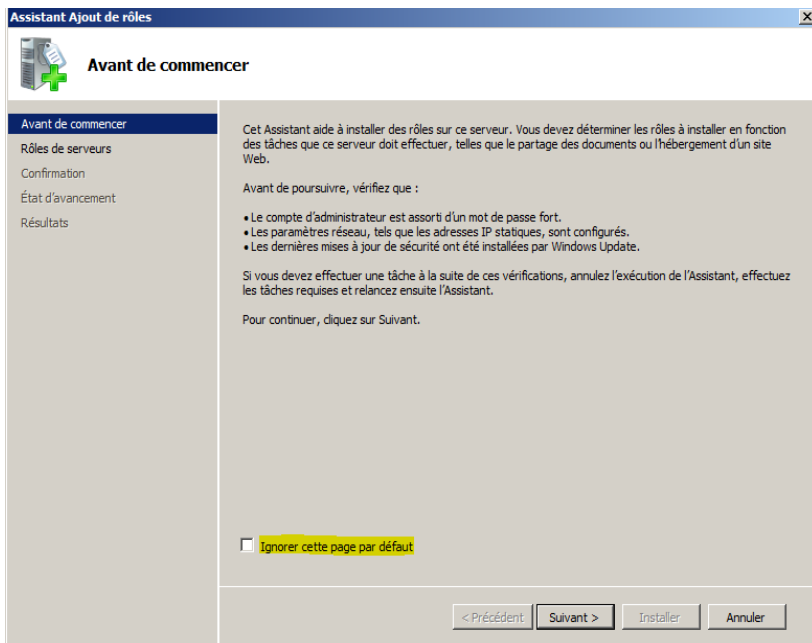 Assistant Ajout de rôles
Avant de commencer
Avant de commencer
Rôles de serveurs
Confirmation
État d'avancement
Résultats
Cet Assistant aide à installer des rôles sur ce serveur. Vous devez déterminer les rôles à installer en fonction
des tâches que ce serveur doit effectuer, telles que le partage des documents ou l'hébergement d'un site
Web.
Avant de poursuivre, vérifiez que :
• Le compte d'administrateur est assorti d'un mot de passe fort.
• Les paramètres réseau, tels que les adresses IP statiques, sont configurés.
• Les dernières mises à jour de sécurité ont été installées par Windows Update.
Si vous devez effectuer une tâche à la suite de ces vérifications, annulez l'exécution de l'Assistant, effectuez
les tâches requises et relancez ensuite l'Assistant.
Pour continuer, cliquez sur Suivant.
Ignorer cette page par défaut
< Précédent Suivant > Installer Annuler